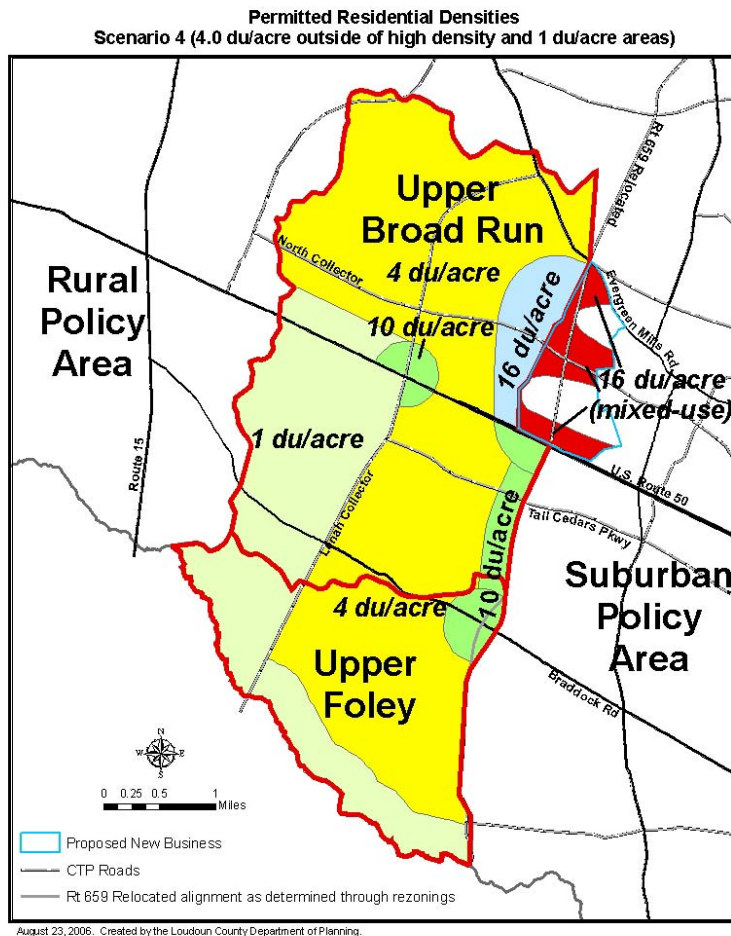 Permitted Residential Densities
Scenario 4 (4.0 du/acre outside of high density and 1 du/acre areas)
Rt 659 Relocated
Upper
Broad Run
North Collector
4 du/acre
Rural
Policy
Area
10 du/acre
16 du/acre
Evergreen Mills Rd
16 du/acre
(mixed-use)
1 du/acre
Route 15
Lenah Collector
U.S. Route 50
Tall Cedars Pkwy
10 du/acre
Suburban
Policy
Area
4 du/acre
Upper
Foley
Braddock Rd
N
W E
S
0 0.25 0.5 1
Miles
Proposed New Business
CTP Roads
Rt 659 Relocated alignment as determined through rezonings
August 23, 2006. Created by the Loudoun County Department of Planning.